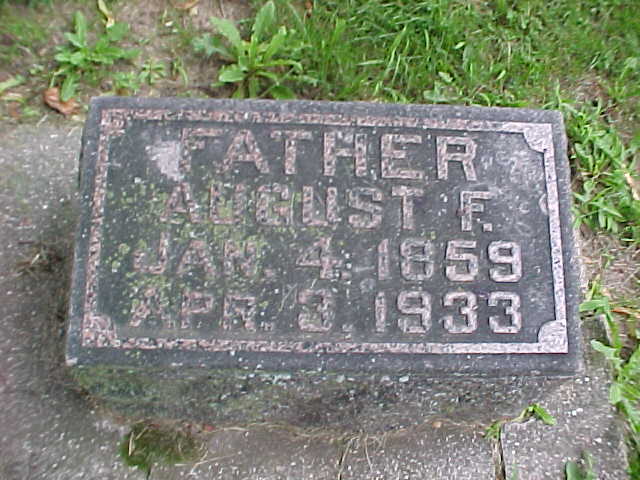 FATHER
AUGUST F.
JAN. 4. 1859
APR. 3. 1933